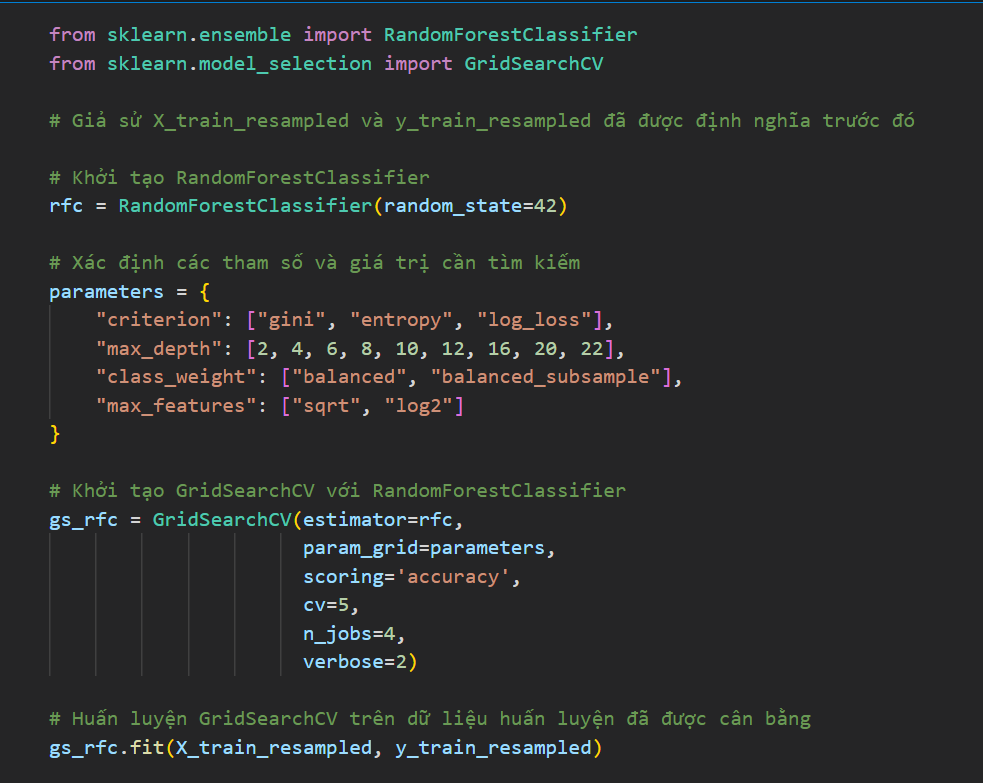 from sklearn.ensemble import RandomForestClassifier
from sklearn.model_selection import GridSearchCV
# Giả sử X_train_resampled và y_train_resampled đã được định nghĩa trước đó
# Khởi tạo RandomForestClassifier
rfc = RandomForestClassifier(random_state=42)
# Xác định các tham số và giá trị cần tìm kiếm
parameters = {
    "criterion": ["gini", "entropy", "log_loss"],
    "max_depth": [2, 4, 6, 8, 10, 12, 16, 20, 22],
    "class_weight": ["balanced", "balanced_subsample"],
    "max_features": ["sqrt", "log2"]
}
# Khởi tạo GridSearchCV với RandomForestClassifier
gs_rfc = GridSearchCV(estimator=rfc,
                      param_grid=parameters,
                      scoring='accuracy',
                      cv=5,
                      n_jobs=4,
                      verbose=2)
# Huấn luyện GridSearchCV trên dữ liệu huấn luyện đã được cân bằng
gs_rfc.fit(X_train_resampled, y_train_resampled)